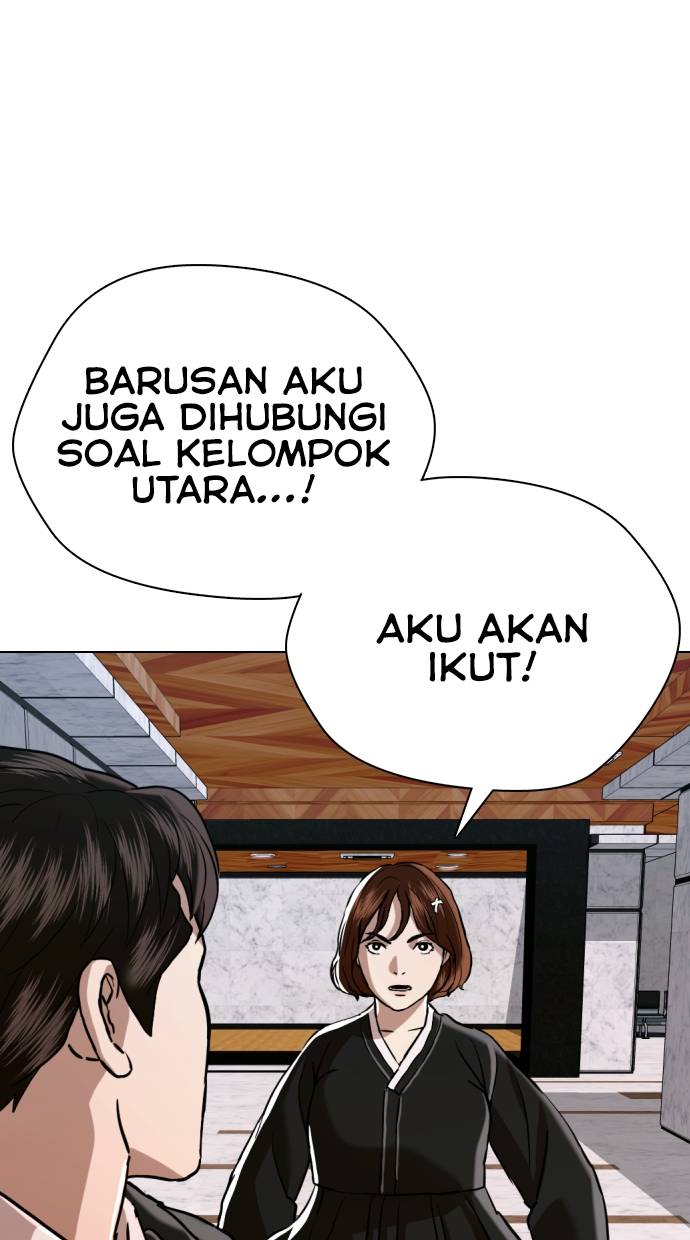 BARUSAN AKU
JUGA DIHUBUNGI
SOAL KELOMPOK
UTARA...!
AKU AKAN
IKUT!